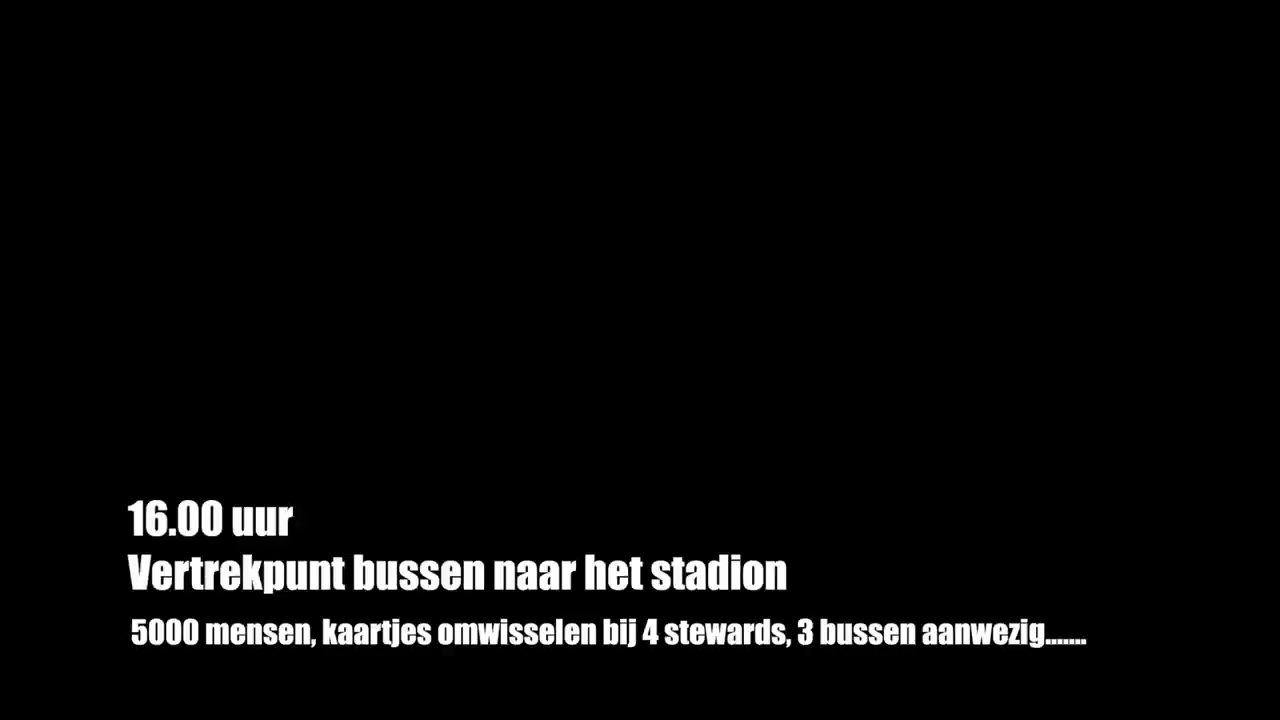 16.00 uur
Vertrekpunt bussen naar het stadion
5000 mensen, kaartjes omwisselen bij 4 stewards, 3 bussen aanwezig.......